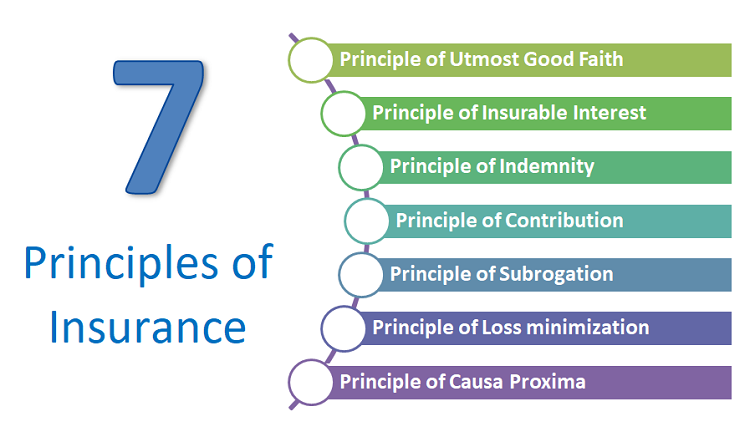 7
Principles of
Insurance
Principle of Utmost Good Faith
Principle of Insurable Interest
Principle of Indemnity
Principle of Contribution
Principle of Subrogation
Principle of Loss minimization
Principle of Causa Proxima